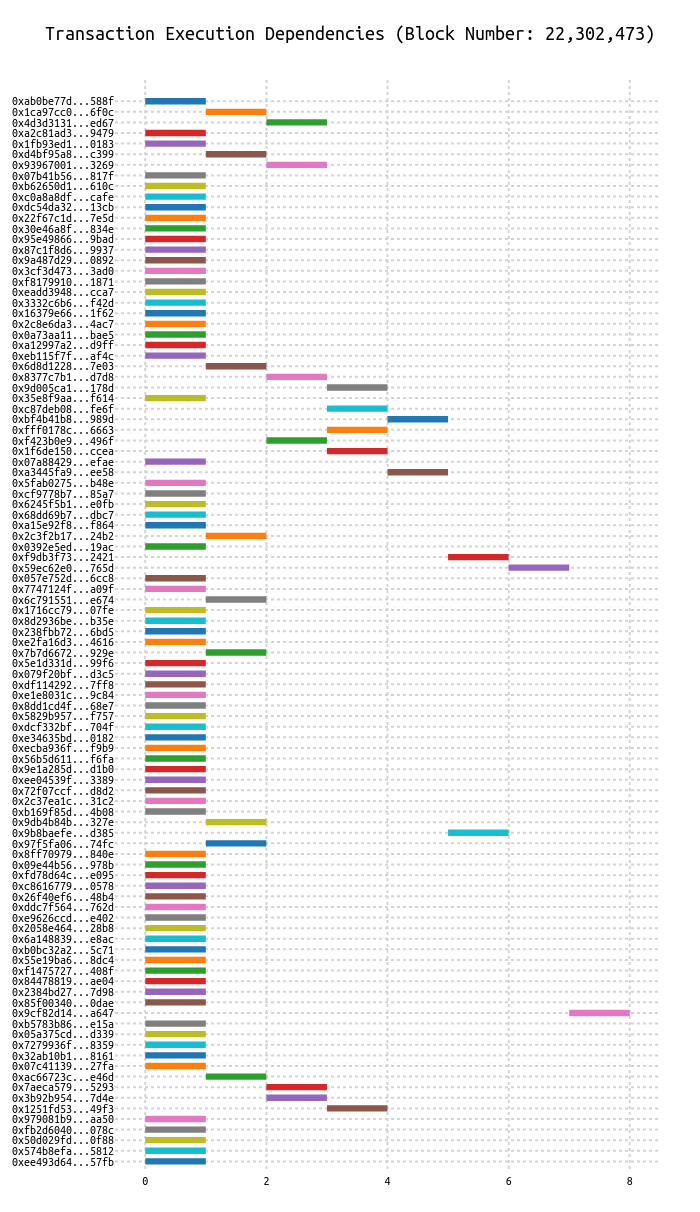 Transaction Execution Dependencies (Block Number: 22,302,473)
0xab0be77d...588f
0x1ca97cc0...6f0c
0x4d3d3131...ed67
0xa2c81ad3...9479
0x1fb93ed1...0183
0xd4bf95a8...c399
0x93967001...3269
0x07b41b56...817f
0xb62650d1...610c
0xc0a8a8df...cafe
0xdc54da32...13cb
0x22f67c1d...7e5d
0x30e46a8f...834e
0x95e49866...9bad
0x87c1f8d6...9937
0x9a487d29...0892
0x3cf3d473...3ad0
0xf8179910...1871
0xeadd3948...cca7
0x3332c6b6...f42d
0x16379e66...1f62
0x2c8e6da3...4ac7
0x0a73aa11...bae5
0xa12997a2...d9ff
0xeb115f7f...af4c
0x6d8d1228...7e03
0x8377c7b1...d7d8
0x9d005ca1...178d
0x35e8f9aa...f614
0xc87deb08...fe6f
0xbf4b41b8...989d
0xfff0178c...6663
0xf423b0e9...496f
0x1f6de150...ccea
0x07a88429...efae
0xa3445fa9...ee58
0x5fab0275...b48e
0xcf9778b7...85a7
0x6245f5b1...e0fb
0x68dd69b7...dbc7
0xa15e92f8...f864
0x2c3f2b17...24b2
0x0392e5ed...19ac
0xf9db3f73...2421
0x59ec62e0...765d
0x057e752d...6cc8
0x7747124f...a09f
0x6c791551...e674
0x1716cc79...07fe
0x8d2936be...b35e
0x238fbb72...6bd5
0xe2fa16d3...4616
0x7b7d6672...929e
0x5e1d331d...99f6
0x079f20bf...d3c5
0xdf114292...7ff8
0xe1e8031c...9c84
0x8dd1cd4f...68e7
0x5829b957...f757
0xdcf332bf...704f
0xe34635bd...0182
0xecba936f...f9b9
0x56b5d611...f6fa
0x9e1a285d...d1b0
0xee04539f...3389
0x72f07ccf...d8d2
0x2c37ea1c...31c2
0xb169f85d...4b08
0x9db4b84b...327e
0x9b8baefe...d385
0x97f5fa06...74fc
0x8ff70979...840e
0x09e44b56...978b
0xfd78d64c...e095
0xc8616779...0578
0x26f40ef6...48b4
0xddc7f564...762d
0xe9626ccd...e402
0x2058e464...28b8
0x6a148839...e8ac
0xb0bc32a2...5c71
0x55e19ba6...8dc4
0xf1475727...408f
0x84478819...ae04
0x2384bd27...7d98
0x85f00340...0dae
0x9cf82d14...a647
0xb5783b86...e15a
0x05a375cd...d339
0x7279936f...8359
0x32ab10b1...8161
0x07c41139...27fa
0xac66723c...e46d
0x7aeca579...5293
0x3b92b954...7d4e
0x1251fd53...49f3
0x979081b9...aa50
0xfb2d6040...078c
0x50d029fd...0f88
0x574b8efa...5812
0xee493d64...57fb
0 2 4 6 8